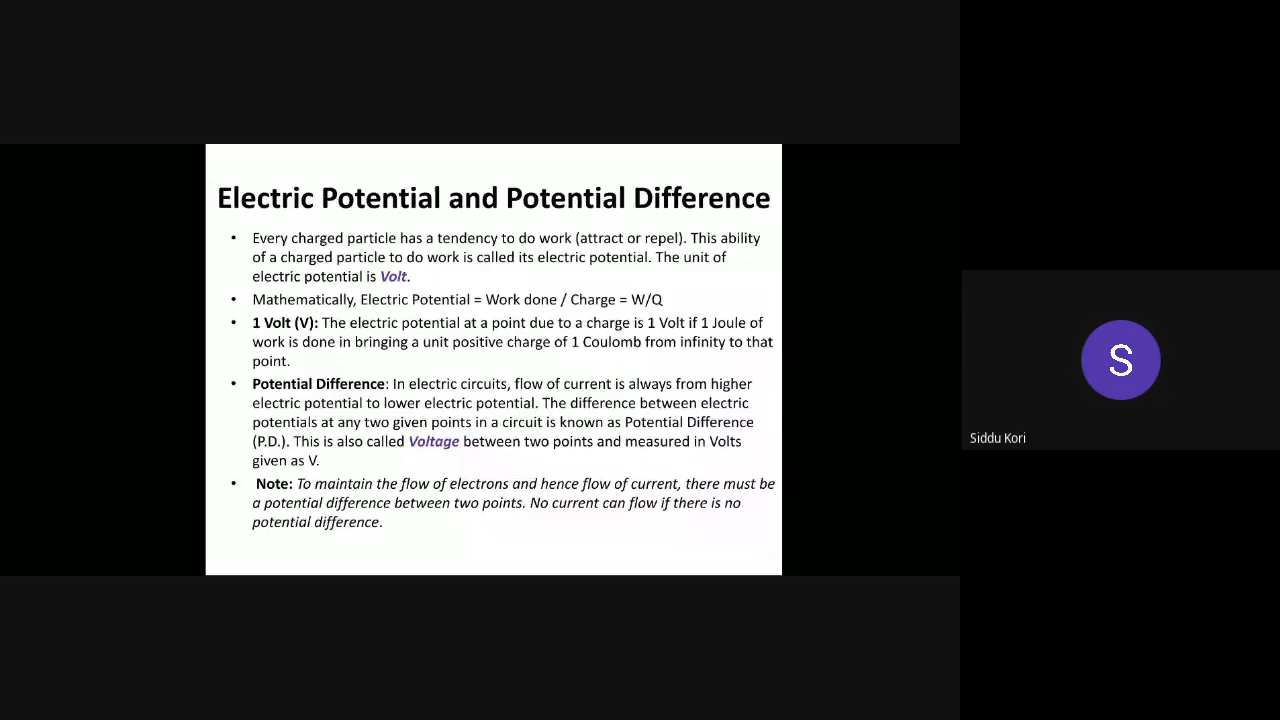 Electric Potential and Potential Difference
• Every charged particle has a tendency to do work (attract or repel). This ability
of a charged particle to do work is called its electric potential. The unit of
electric potential is Volt.
• Mathematically, Electric Potential = Work done / Charge = W/Q
• 1 Volt (V): The electric potential at a point due to a charge is 1 Volt if 1 Joule of
work is done in bringing a unit positive charge of 1 Coulomb from infinity to that
point.
• Potential Difference: In electric circuits, flow of current is always from higher
electric potential to lower electric potential. The difference between electric
potentials at any two given points in a circuit is known as Potential Difference
(P.D.). This is also called Voltage between two points and measured in Volts
given as V.
• Note: To maintain the flow of electrons and hence flow of current, there must be
a potential difference between two points. No current can flow if there is no
potential difference.
S
Siddu Kori